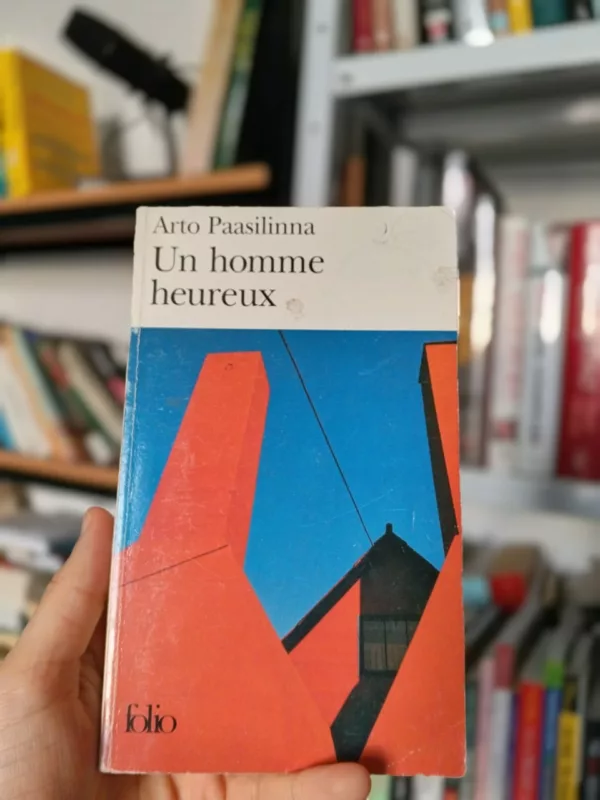 Arto Paasilinna
Un homme
heureux
folio